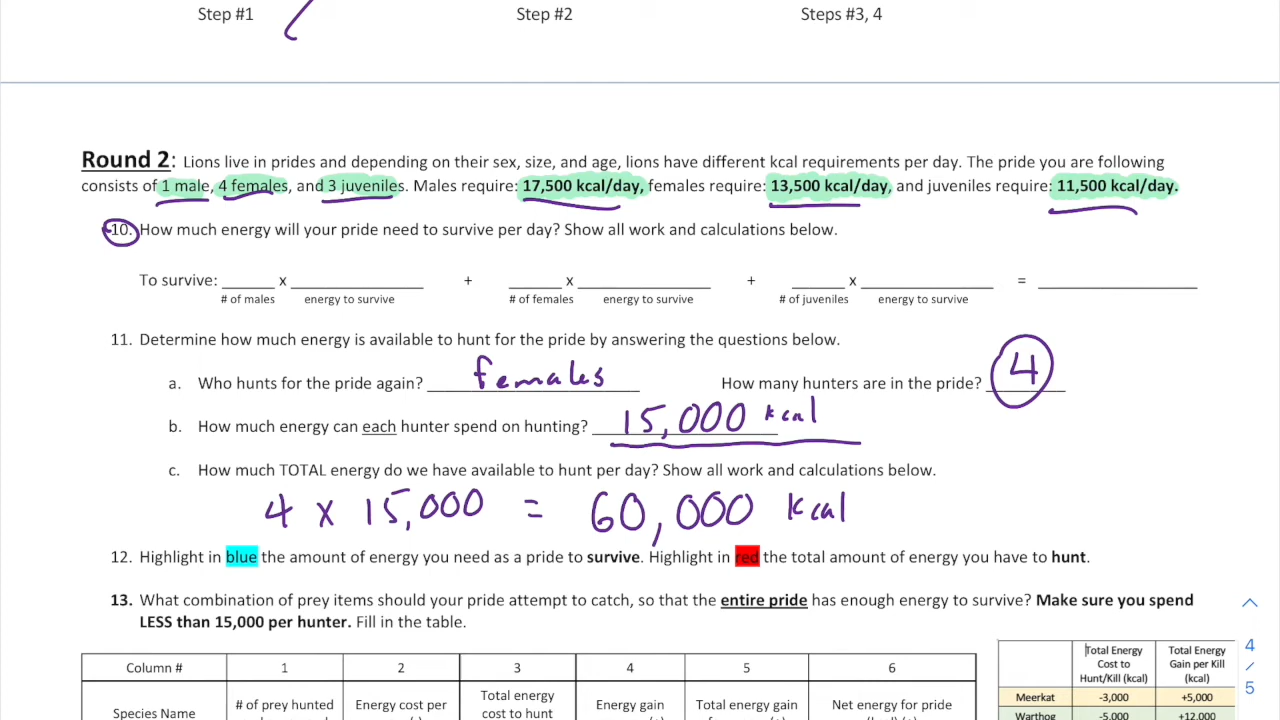 Step #1 Step #2 Steps #3, 4
Round 2: Lions live in prides and depending on their sex, size, and age, lions have different kcal requirements per day. The pride you are following
consists of 1 male, 4 females, and 3 juveniles. Males require: 17,500 kcal/day, females require: 13,500 kcal/day, and juveniles require: 11,500 kcal/day.
10. How much energy will your pride need to survive per day? Show all work and calculations below.
To survive: ______ x _______________ + ______ x _______________ + ______ x _______________ = __________________
# of males energy to survive # of females energy to survive # of juveniles energy to survive
11. Determine how much energy is available to hunt for the pride by answering the questions below.
a. Who hunts for the pride again? females How many hunters are in the pride? 4
b. How much energy can each hunter spend on hunting? 15,000 kcal
c. How much TOTAL energy do we have available to hunt per day? Show all work and calculations below.
4 x 15,000 = 60,000 kcal
12. Highlight in blue the amount of energy you need as a pride to survive. Highlight in red the total amount of energy you have to hunt.
13. What combination of prey items should your pride attempt to catch, so that the entire pride has enough energy to survive? Make sure you spend
LESS than 15,000 per hunter. Fill in the table.
Column # 1 2 3 4 5 6
Species Name # of prey hunted Energy cost per Total energy cost to hunt Energy gain Total energy gain Net energy for pride
Total Energy Cost to Hunt/Kill (kcal) Total Energy Gain per Kill (kcal)
Meerkat -3,000 +5,000
Warthog -5,000 +12,000
4
/
5